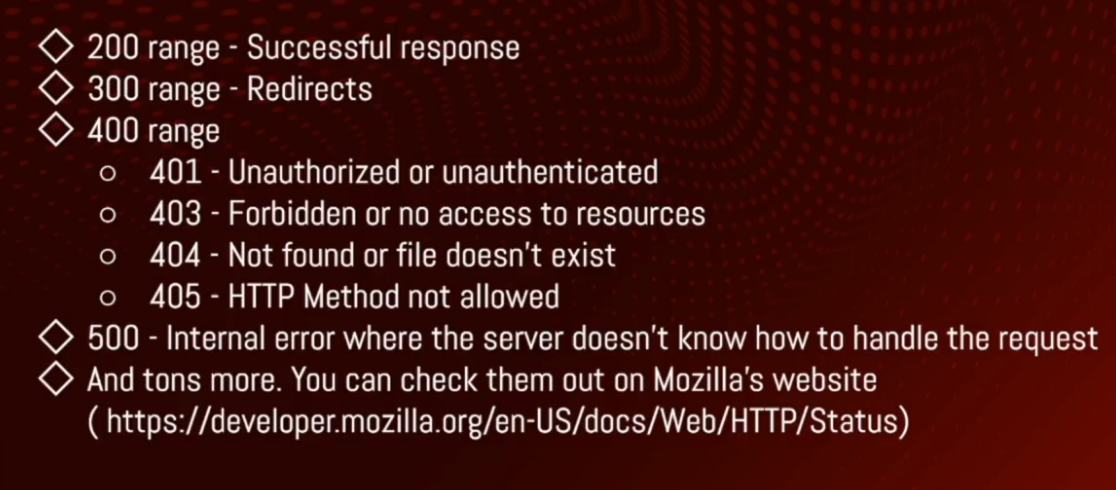 ◇ 200 range - Successful response
◇ 300 range - Redirects
◇ 400 range
○ 401 - Unauthorized or unauthenticated
○ 403 - Forbidden or no access to resources
○ 404 - Not found or file doesn't exist
○ 405 - HTTP Method not allowed
◇ 500 - Internal error where the server doesn't know how to handle the request
◇ And tons more. You can check them out on Mozilla's website
( https://developer.mozilla.org/en-US/docs/Web/HTTP/Status)